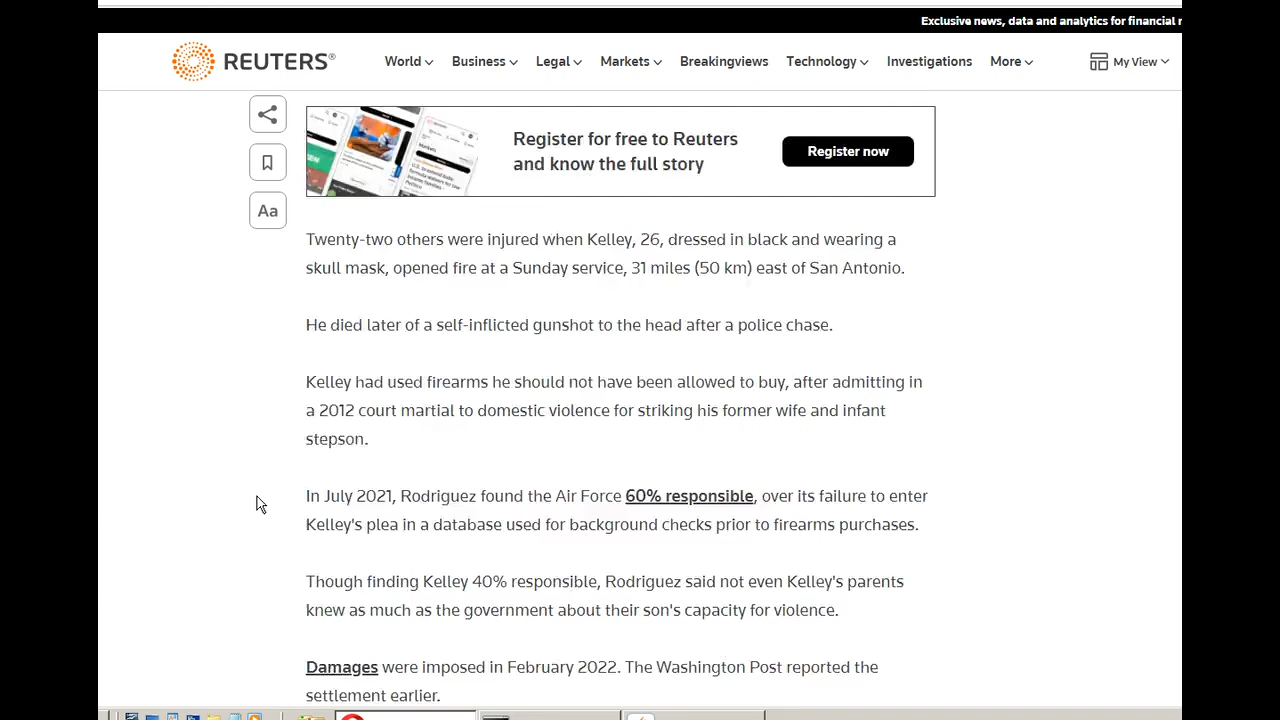 Exclusive news, data and analytics for financial
REUTERS®
World Business Legal Markets Breakingviews Technology Investigations More My View
Register for free to Reuters
and know the full story
Register now
Aa
Twenty-two others were injured when Kelley, 26, dressed in black and wearing a
skull mask, opened fire at a Sunday service, 31 miles (50 km) east of San Antonio.
He died later of a self-inflicted gunshot to the head after a police chase.
Kelley had used firearms he should not have been allowed to buy, after admitting in
a 2012 court martial to domestic violence for striking his former wife and infant
stepson.
In July 2021, Rodriguez found the Air Force 60% responsible, over its failure to enter
Kelley's plea in a database used for background checks prior to firearms purchases.
Though finding Kelley 40% responsible, Rodriguez said not even Kelley's parents
knew as much as the government about their son's capacity for violence.
Damages were imposed in February 2022. The Washington Post reported the
settlement earlier.